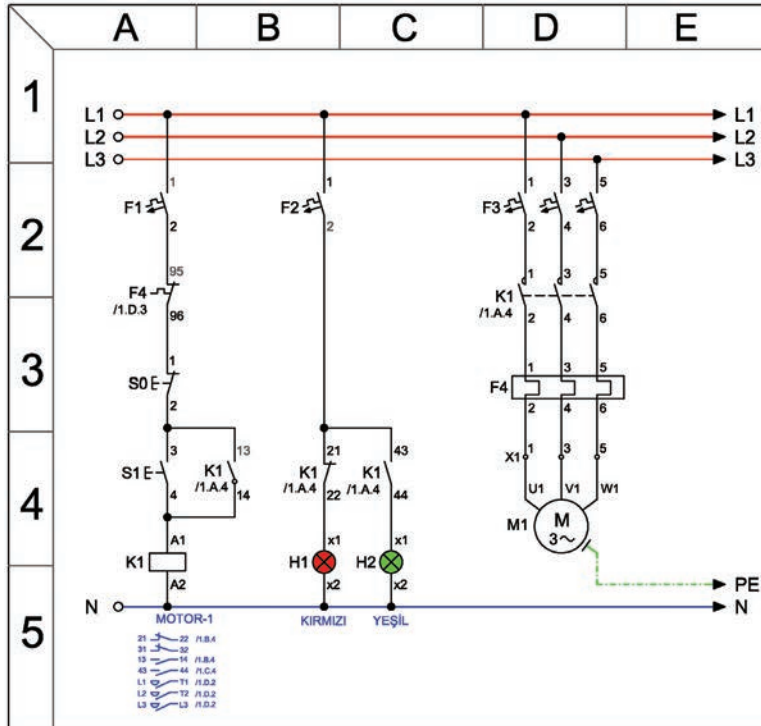 A B C D E
1
L1 L1
L2 L2
L3 L3
2
1 1 1 3 5
F1 F2 F3
2 2 2 4 6
95
F4
/1.D.3
96
1 3 5
K1
/1.A.4
2 4 6
3
1
S0
2
1 3 5
F4
2 4 6
4
3 13 21 43
S1 K1 K1 K1
/1.A.4 /1.A.4 /1.A.4
4 14 22 44
X1 1 3 5
U1 V1 W1
M1 M
3~
A1 x1 x1
K1 H1 H2
A2 x2 x2
PE
5
N N
MOTOR-1 KIRMIZI YEŞİL
21 22 /1.B.4
31 32
13 14 /1.B.4
43 44 /1.C.4
L1 T1 /1.D.2
L2 T2 /1.D.2
L3 L3 /1.D.2